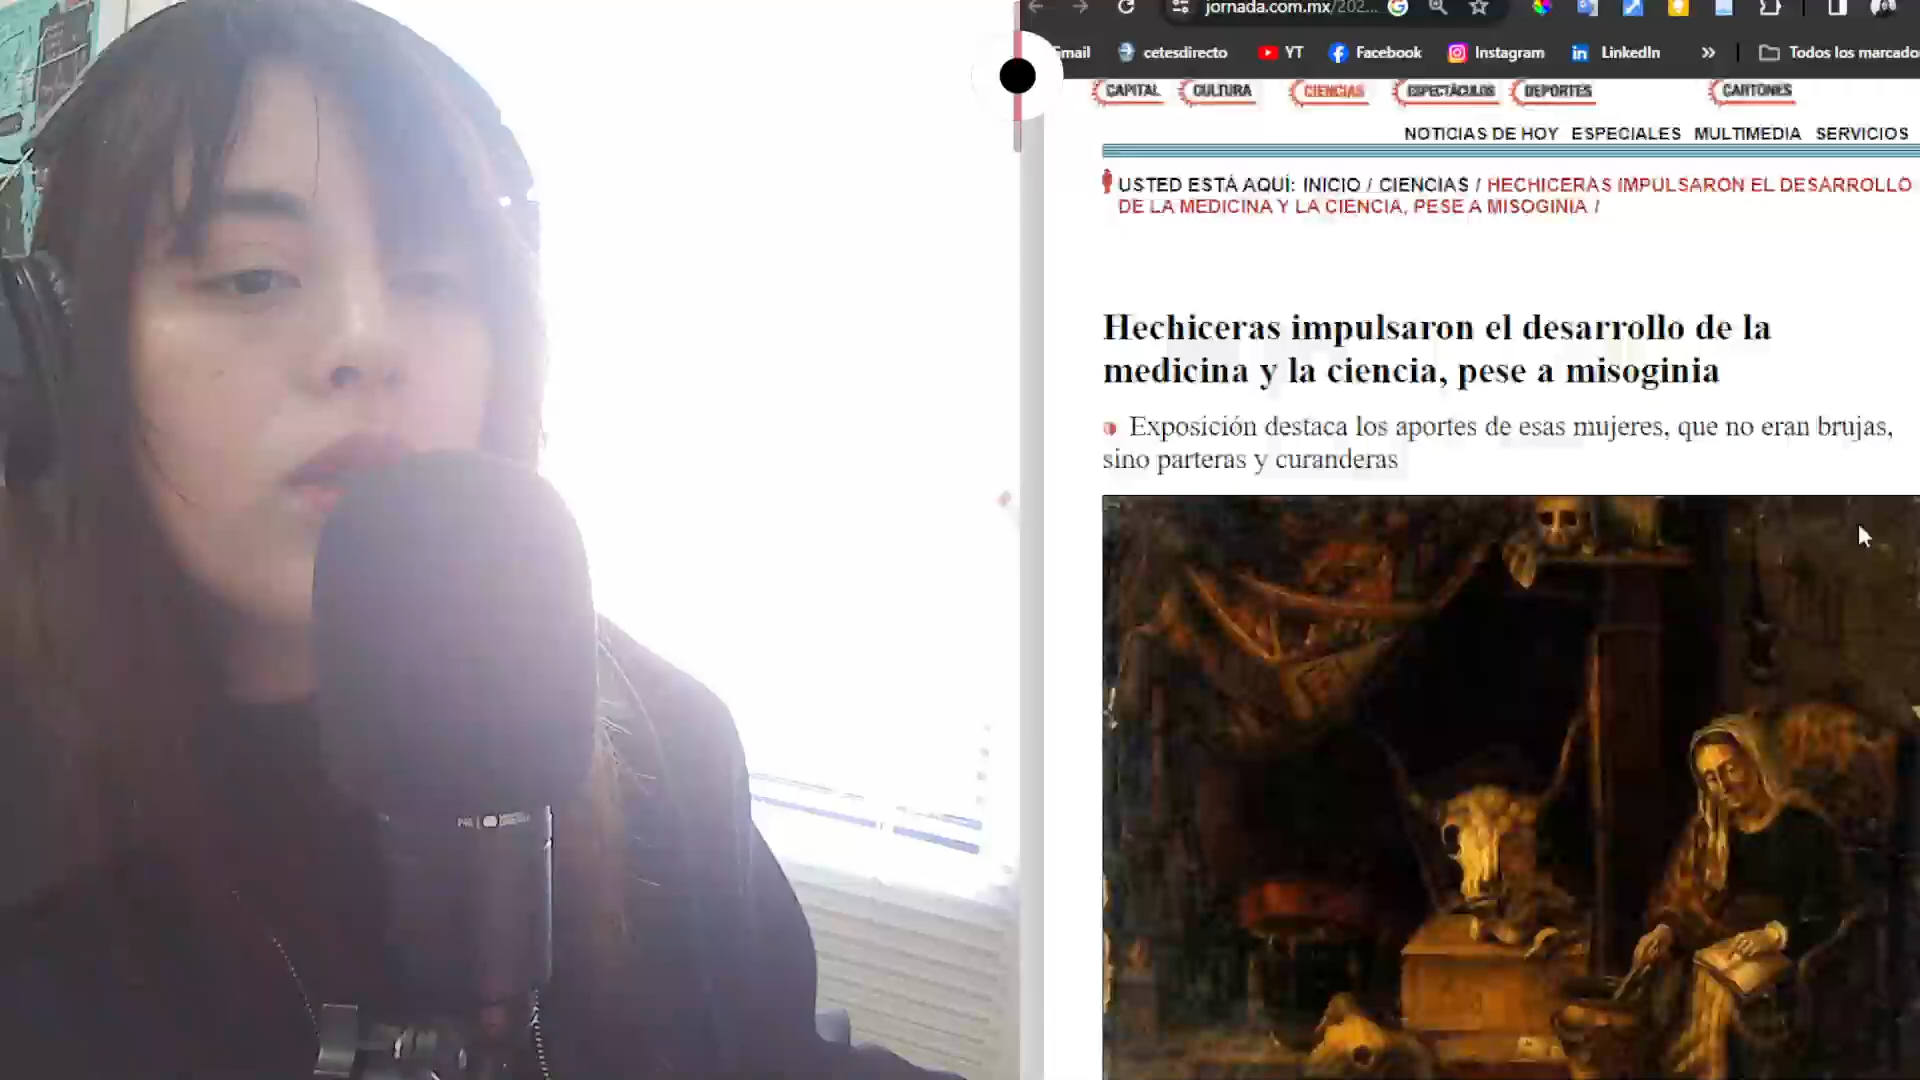 jornada.com.mx/202...
Gmail cetesdirecto YT Facebook Instagram in LinkedIn » Todos los marcado
CAPITAL CULTURA CIENCIAS ESPECTÁCULOS DEPORTES CARTONES
NOTICIAS DE HOY ESPECIALES MULTIMEDIA SERVICIOS
USTED ESTÁ AQUÍ: INICIO / CIENCIAS / HECHICERAS IMPULSARON EL DESARROLLO
DE LA MEDICINA Y LA CIENCIA, PESE A MISOGINIA /
Hechiceras impulsaron el desarrollo de la
medicina y la ciencia, pese a misoginia
Exposición destaca los aportes de esas mujeres, que no eran brujas,
sino parteras y curanderas